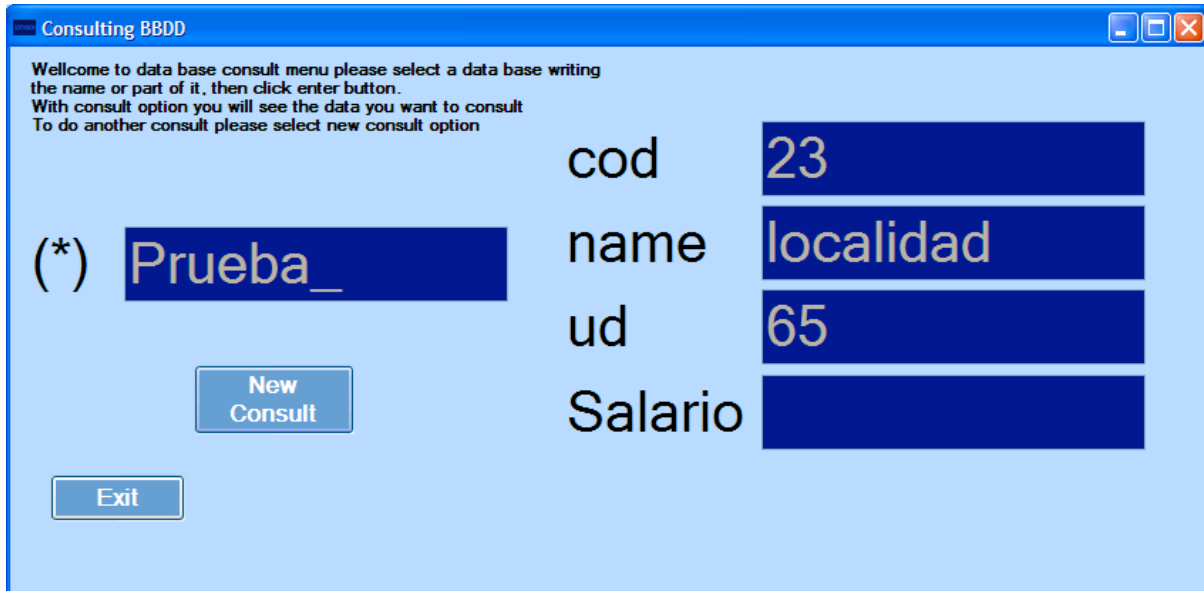 Consulting BBDD
Wellcome to data base consult menu please select a data base writing
the name or part of it, then click enter button.
With consult option you will see the data you want to consult
To do another consult please select new consult option
(*) Prueba_
New
Consult
Exit
cod 23
name localidad
ud 65
Salario